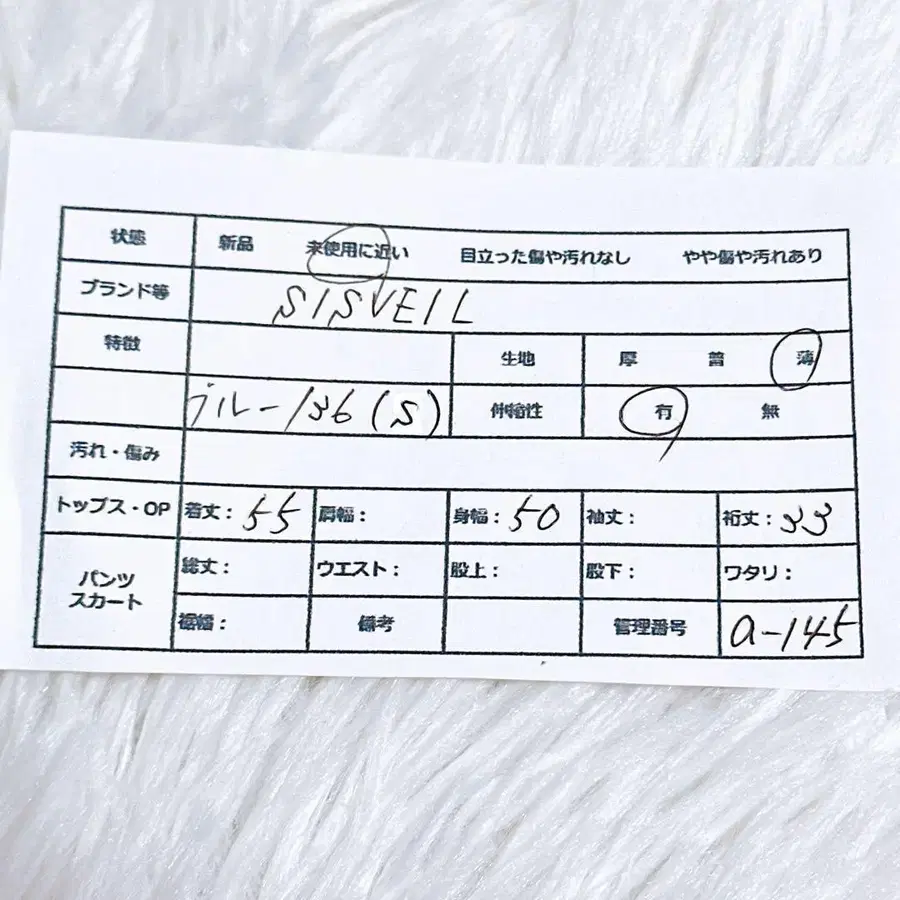 状態 新品 未使用に近い 目立った傷や汚れなし やや傷や汚れあり
ブランド等 SISVEIL
特徴 生地 厚 普 薄
ブルー136(S) 伸縮性 有 無
汚れ・傷み
トップス・OP 着丈:55 肩幅: 身幅:50 袖丈: 裄丈:33
パンツ スカート 総丈: ウエスト: 股上: 股下: ワタリ:
裾幅: 備考 管理番号 a-145